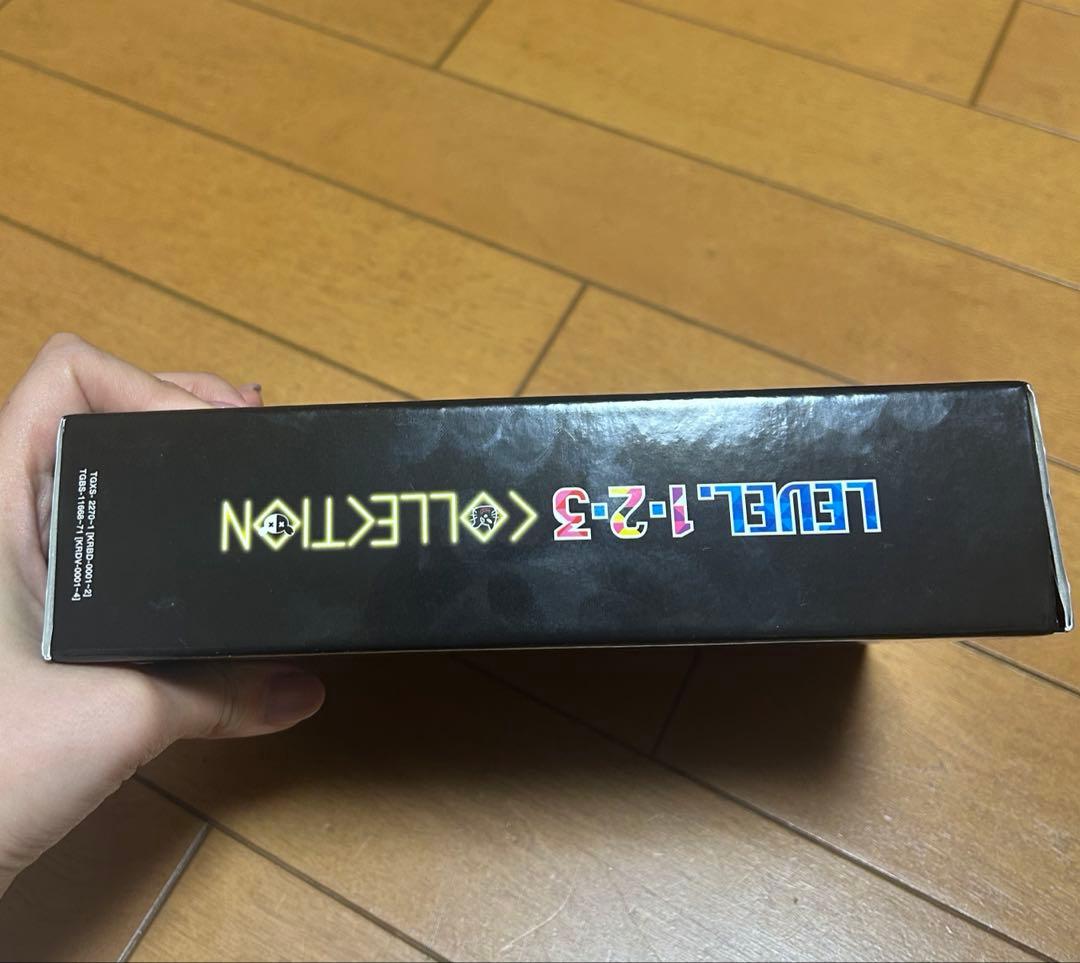 LEVEL.1・2・3
COLLECTION
TGXS-2270~1 [KRBD-0001~2]
TGBS-11668~71 [KRDV-0001~4]